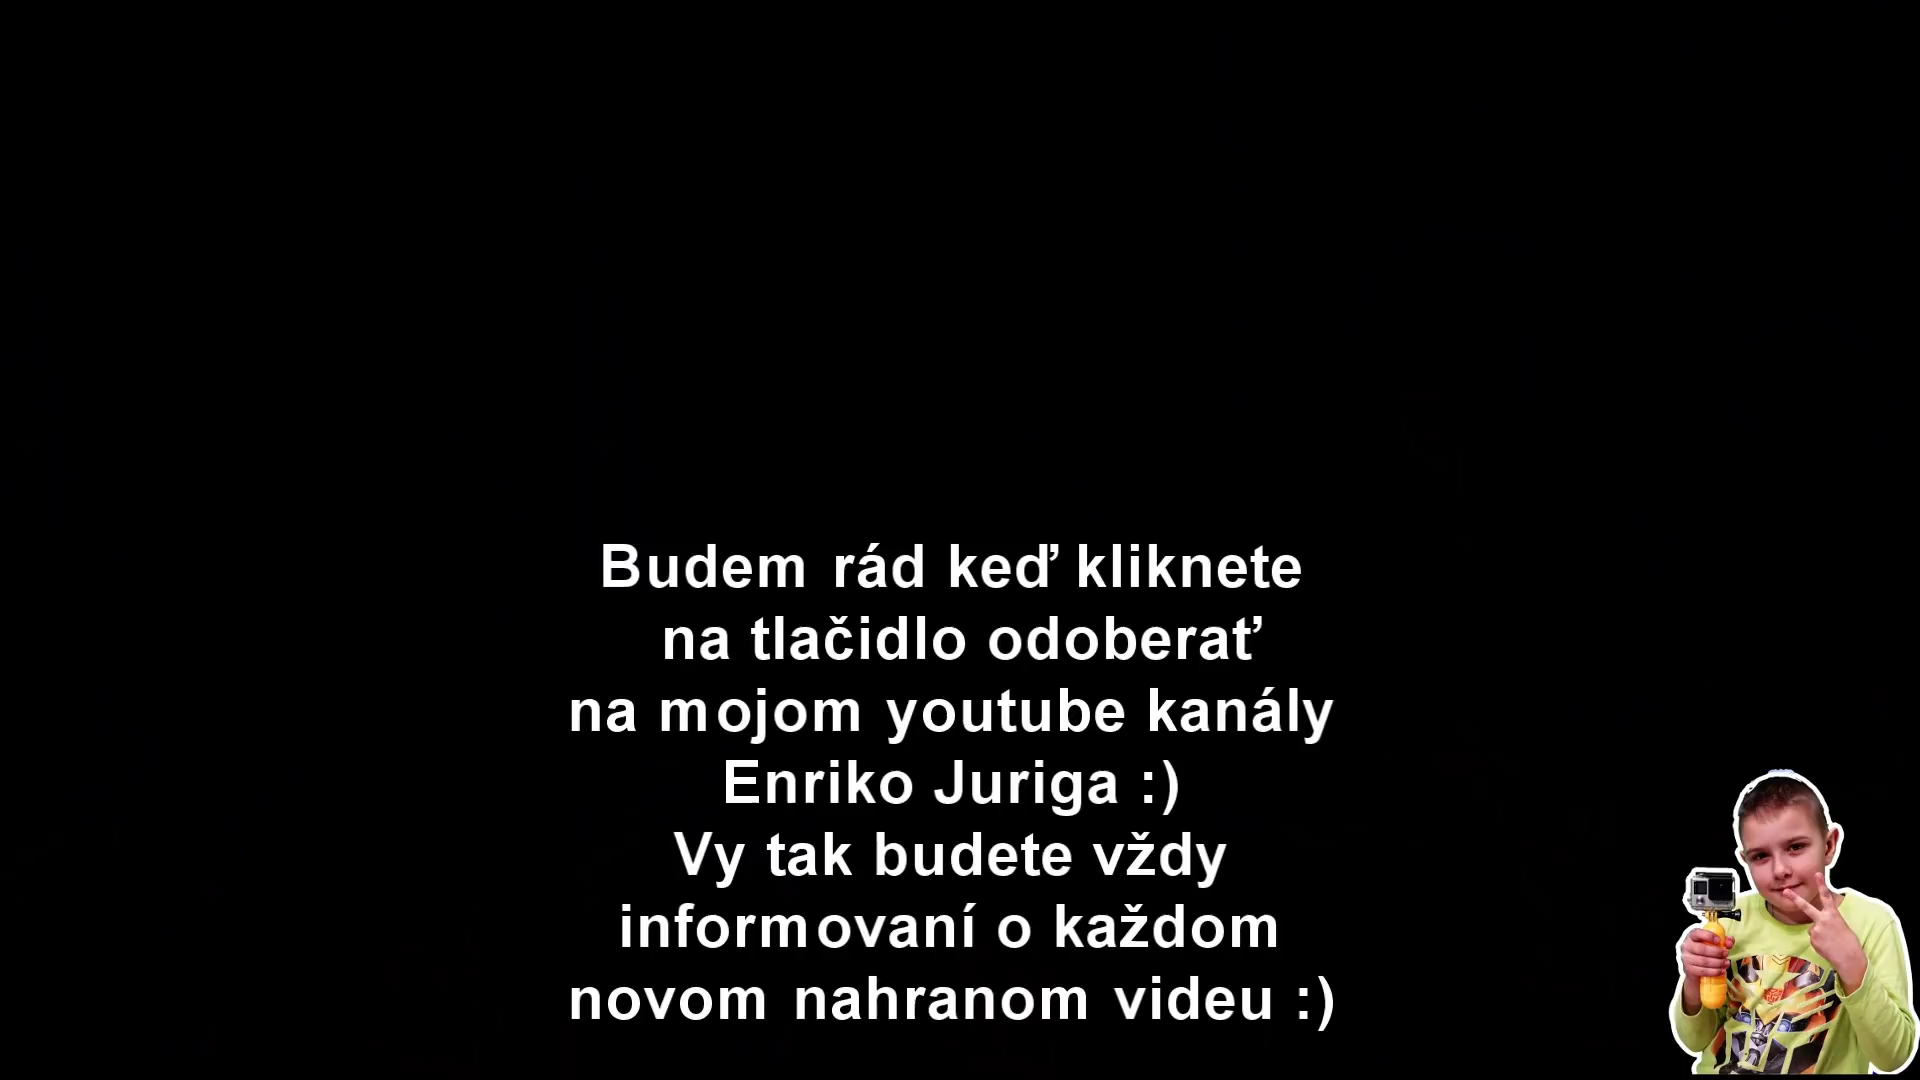 Budem rád keď kliknete
na tlačidlo odoberať
na mojom youtube kanály
Enriko Juriga :)
Vy tak budete vždy
informovaní o každom
novom nahranom videu :)